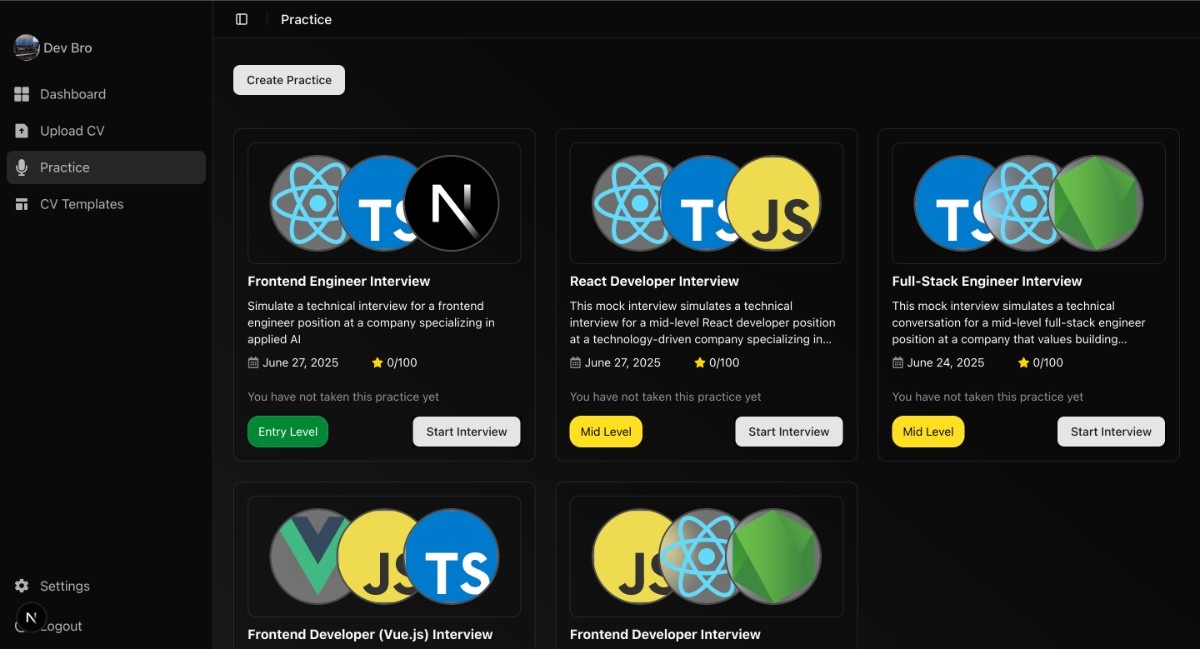 Practice
Dev Bro
Dashboard
Upload CV
Practice
CV Templates
Settings
N
ogout
Create Practice
TS
N
Frontend Engineer Interview
Simulate a technical interview for a frontend
engineer position at a company specializing in
applied AI
June 27, 2025
0/100
You have not taken this practice yet
Entry Level
Start Interview
TS
JS
React Developer Interview
This mock interview simulates a technical
interview for a mid-level React developer position
at a technology-driven company specializing in...
June 27, 2025
0/100
You have not taken this practice yet
Mid Level
Start Interview
TS
Full-Stack Engineer Interview
This mock interview simulates a technical
conversation for a mid-level full-stack engineer
position at a company that values building...
June 24, 2025
0/100
You have not taken this practice yet
Mid Level
Start Interview
JS
TS
Frontend Developer (Vue.js) Interview
JS
Frontend Developer Interview